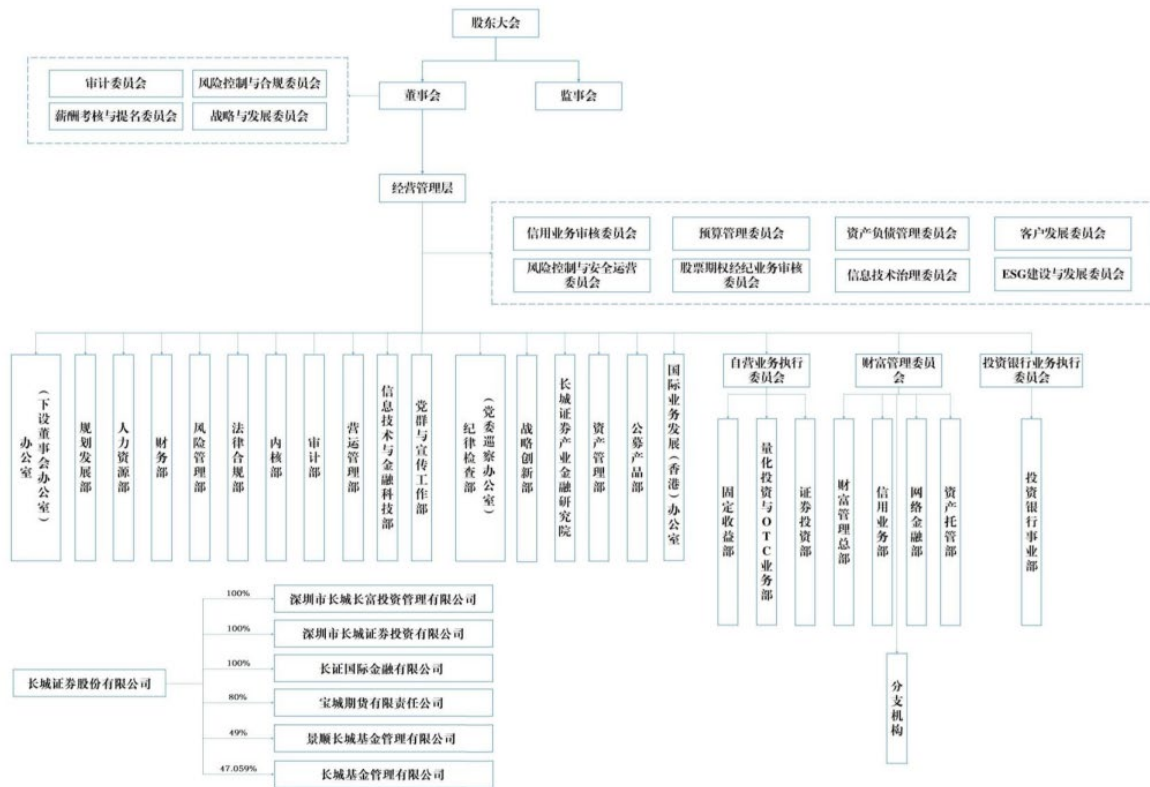 股东大会
审计委员会
风险控制与合规委员会
薪酬考核与提名委员会
战略与发展委员会
董事会
监事会
经营管理层
信用业务审核委员会
预算管理委员会
资产负债管理委员会
客户发展委员会
风险控制与安全运营
委员会
股票期权经纪业务审核
委员会
信息技术治理委员会
ESG建设与发展委员会
办公室
（下设董事会办公室）
规划发展部
人力资源部
财务部
风险管理部
法律合规部
内核部
审计部
营运管理部
信息技术与金融科技部
党群与宣传工作部
纪律检查部
（党委巡察办公室）
战略创新部
长城证券产业金融研究院
资产管理部
公募产品部
国际业务发展（香港）办公室
自营业务执行
委员会
财富管理委员
会
投资银行业务执行
委员会
固定收益部
量化投资与OTC业务部
证券投资部
财富管理总部
信用业务部
网络金融部
资产托管部
投资银行事业部
分支机构
长城证券股份有限公司
100%
深圳市长城长富投资管理有限公司
100%
深圳市长城证券投资有限公司
100%
长证国际金融有限公司
80%
宝城期货有限责任公司
49%
景顺长城基金管理有限公司
47.059%
长城基金管理有限公司